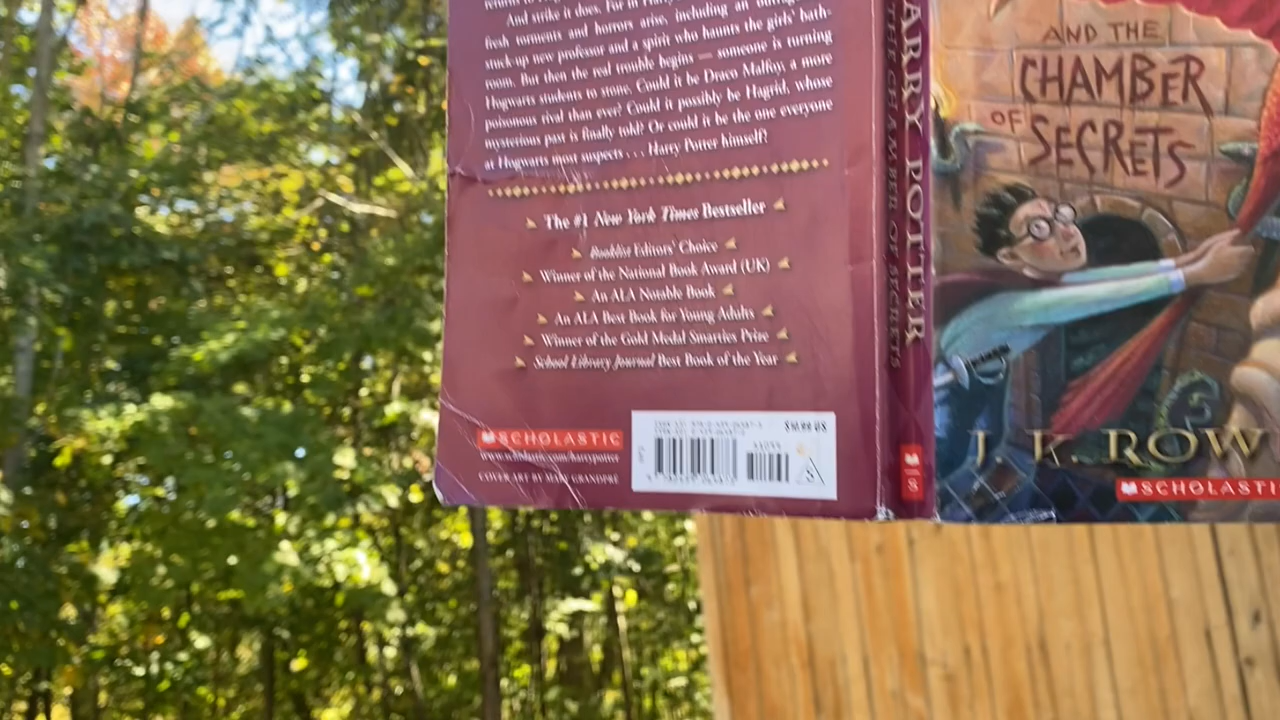 And strike it does. For in Harry's
fresh torments and horrors arise, including an outrageously
stuck-up new professor and a spirit who haunts the girls' bath-
room. But then the real trouble begins — someone is turning
Hogwarts students to stone. Could it be Draco Malfoy, a more
poisonous rival than ever? Could it possibly be Hagrid, whose
mysterious past is finally told? Or could it be the one everyone
at Hogwarts most suspects . . . Harry Potter himself?
The #1 New York Times Bestseller
Booklist Editors' Choice
Winner of the National Book Award (UK)
An ALA Notable Book
An ALA Best Book for Young Adults
Winner of the Gold Medal Smarties Prize
School Library Journal Best Book of the Year
SCHOLASTIC
www.scholastic.com/harrypotter
COVER ART BY MARY GRANDPRÉ
ARRY POTTER
THE CHAMBER OF SECRETS
S
AND THE
CHAMBER
OF SECRETS
J. K. ROW
SCHOLASTI